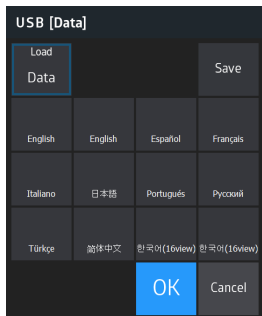 USB [Data]
Load
Data
Save
English
English
Español
Français
Italiano
日本語
Portugués
Русский
Türkçe
简体中文
한국어(16view)
한국어(16view)
OK
Cancel